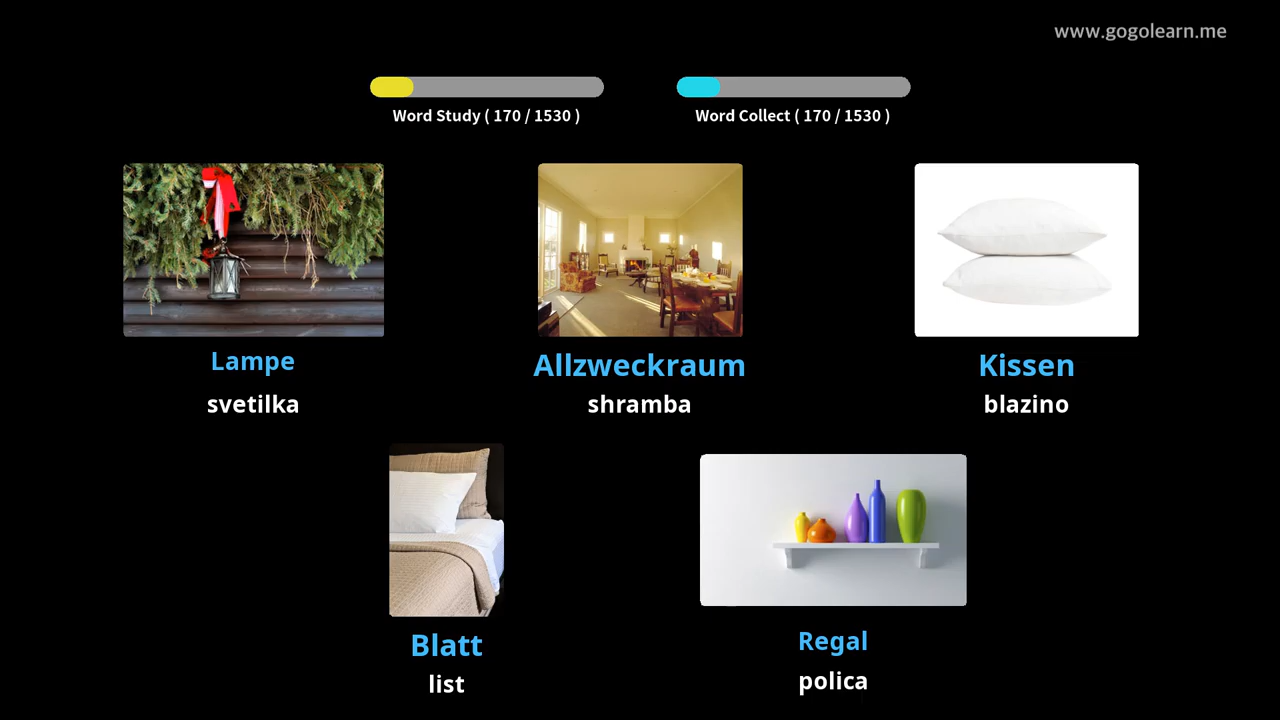 www.gogolearn.me
Word Study ( 170 / 1530 )
Word Collect ( 170 / 1530 )
Lampe
svetilka
Allzweckraum
shramba
Kissen
blazino
Blatt
list
Regal
polica